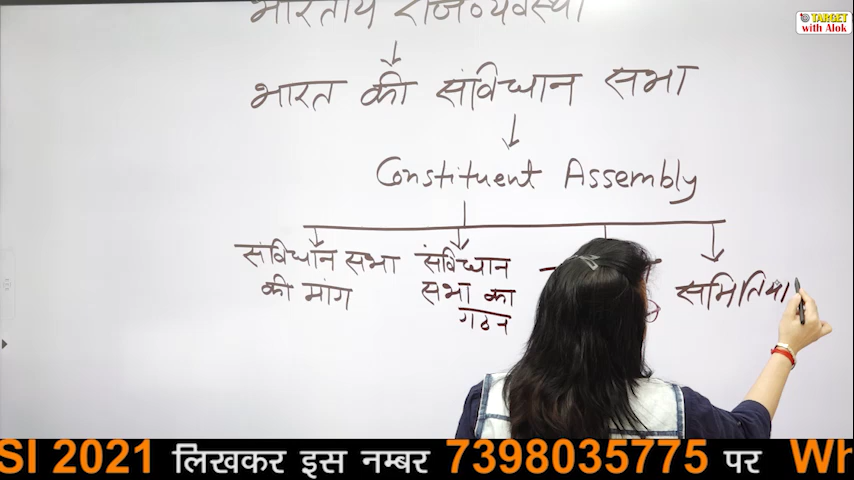 TARGET
with Alok
भारतीय राजव्यवस्था
भारत की संविधान सभा
Constituent Assembly
संविधान सभा
की मांग
संविधान
सभा का
गठन
समितिया
SI 2021 लिखकर इस नम्बर 7398035775 पर Wh